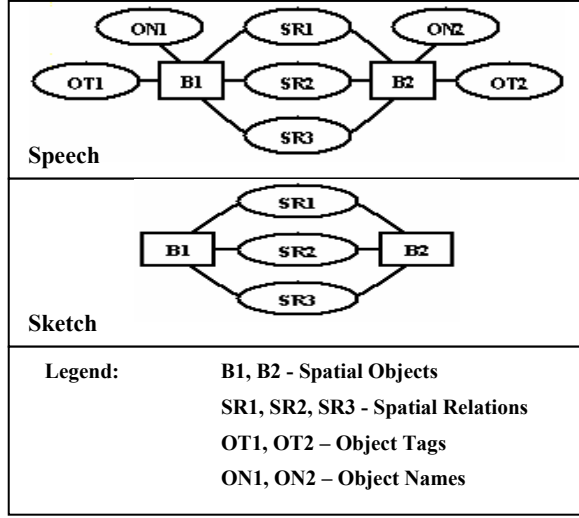 ON1 SR1 ON2
OT1 B1 SR2 B2 OT2
SR3
Speech
SR1
B1 SR2 B2
SR3
Sketch
Legend: B1, B2 - Spatial Objects
SR1, SR2, SR3 - Spatial Relations
OT1, OT2 – Object Tags
ON1, ON2 – Object Names